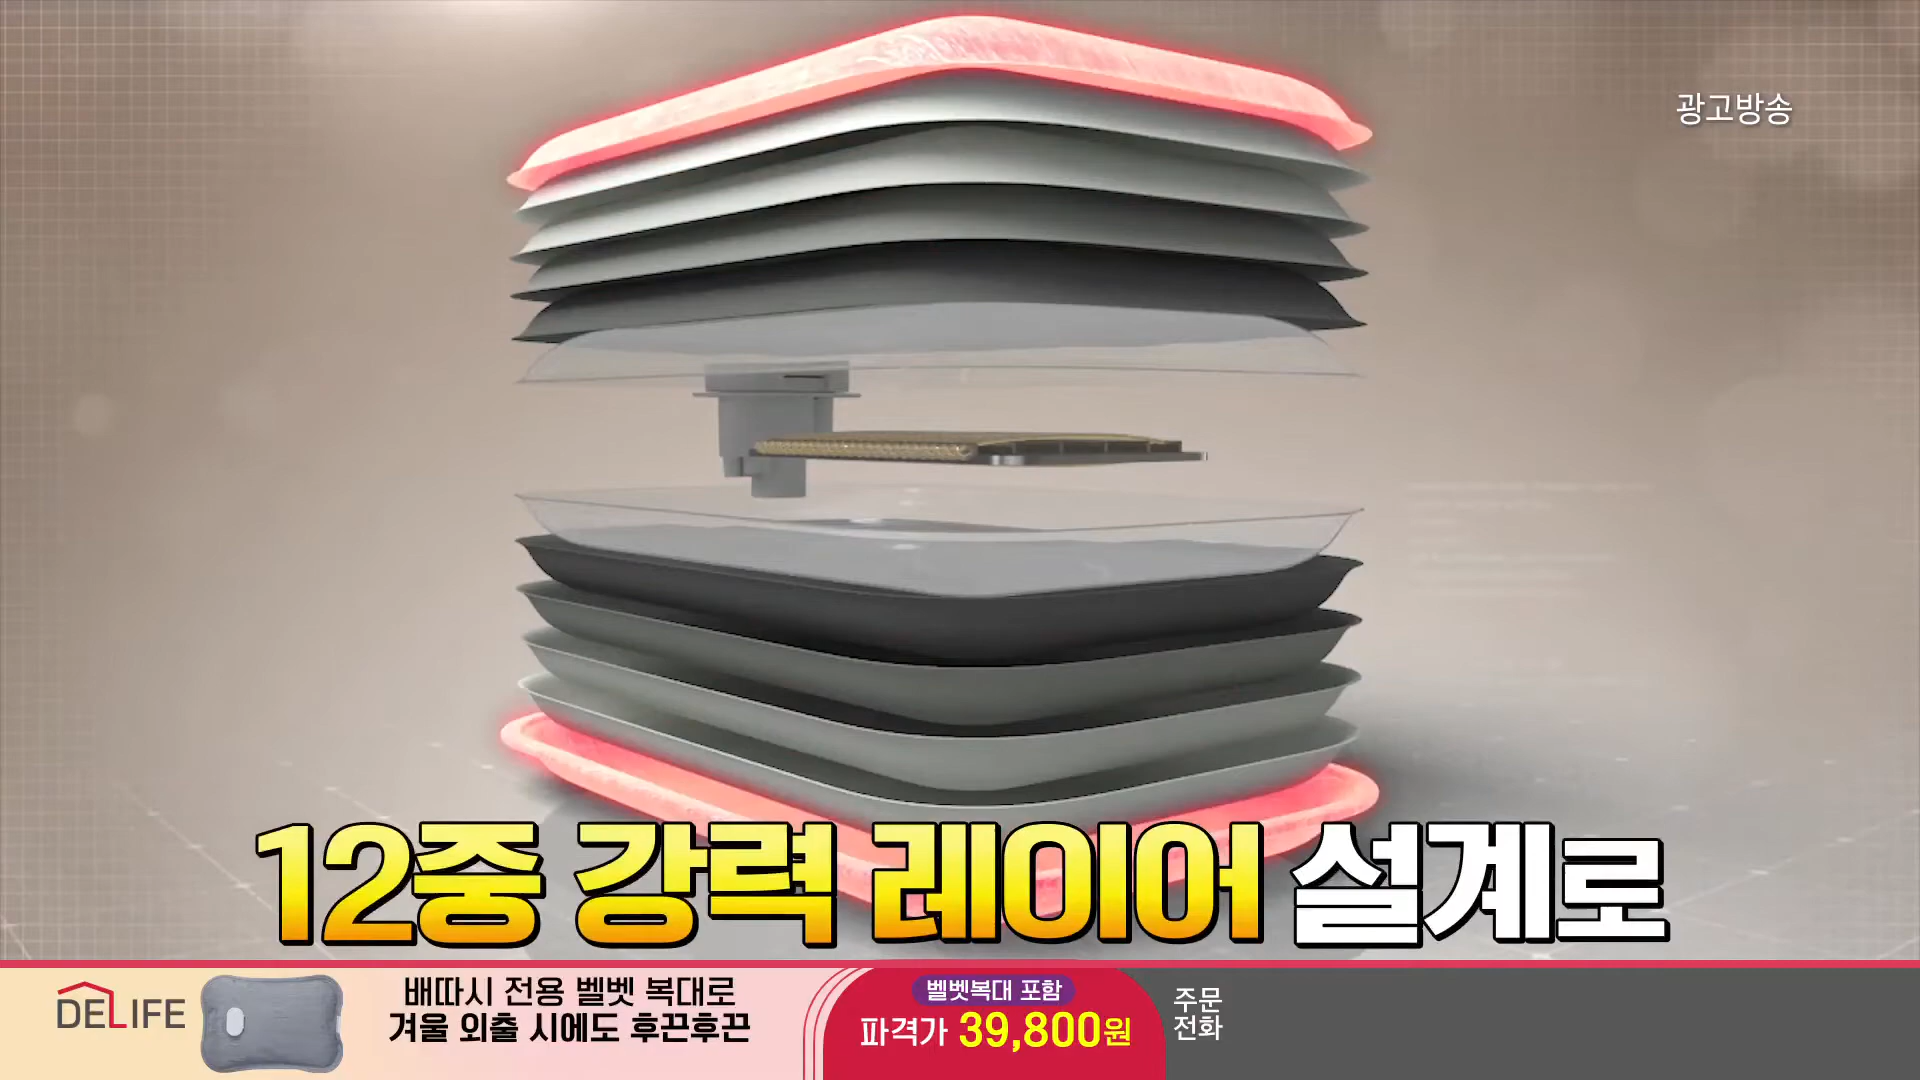 광고방송
12중 강력 레이어 설계로
DELIFE
배따시 전용 벨벳 복대로
겨울 외출 시에도 후끈후끈
벨벳복대 포함
파격가 39,800원
주문
전화